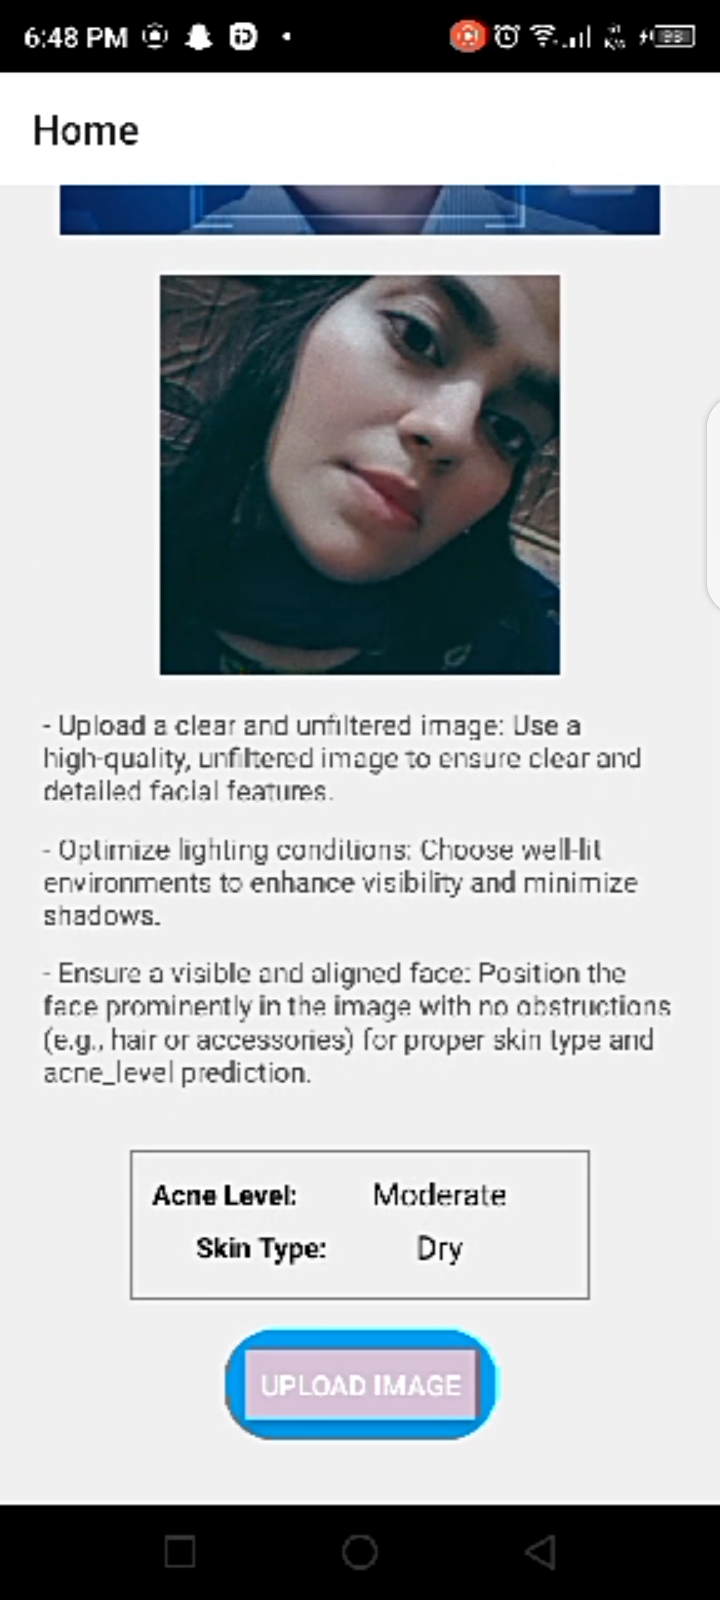 6:48 PM
Home
- Upload a clear and unfiltered image: Use a
high-quality, unfiltered image to ensure clear and
detailed facial features.
- Optimize lighting conditions: Choose well-lit
environments to enhance visibility and minimize
shadows.
- Ensure a visible and aligned face: Position the
face prominently in the image with no obstructions
(e.g., hair or accessories) for proper skin type and
acne_level prediction.
Acne Level: Moderate
Skin Type: Dry
UPLOAD IMAGE